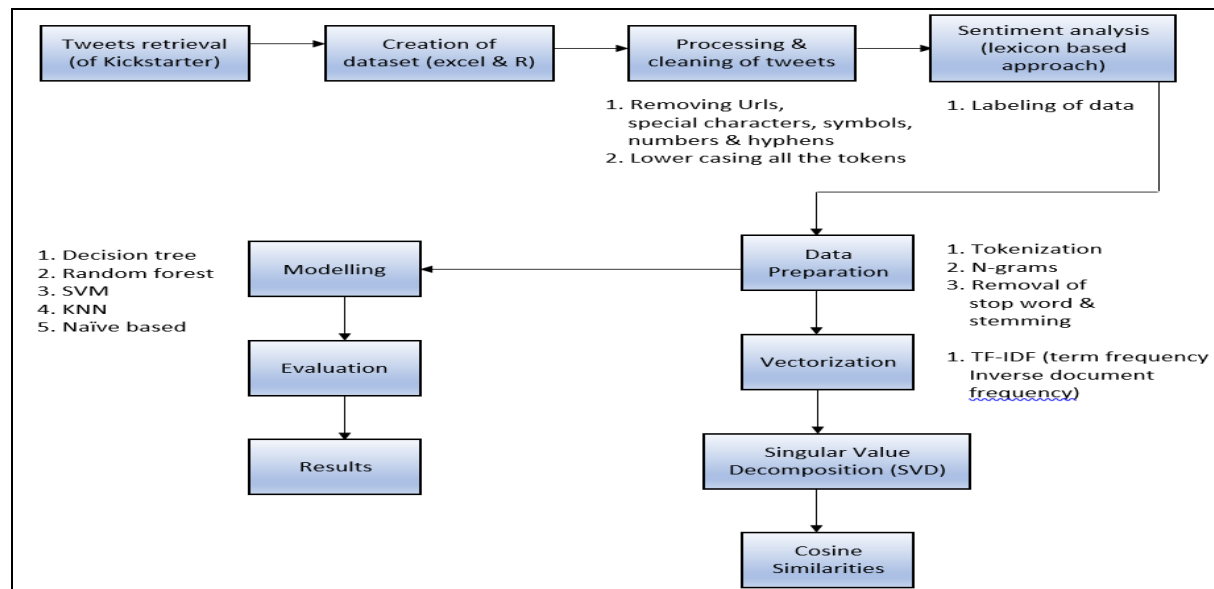 Tweets retrieval
(of Kickstarter)
Creation of
dataset (excel & R)
Processing &
cleaning of tweets
Sentiment analysis
(lexicon based
approach)
1. Removing Urls,
special characters, symbols,
numbers & hyphens
2. Lower casing all the tokens
1. Labeling of data
Data
Preparation
1. Tokenization
2. N-grams
3. Removal of
stop word &
stemming
Modelling
1. Decision tree
2. Random forest
3. SVM
4. KNN
5. Naïve based
Evaluation
Results
Vectorization
1. TF-IDF (term frequency
Inverse document
frequency)
Singular Value
Decomposition (SVD)
Cosine
Similarities